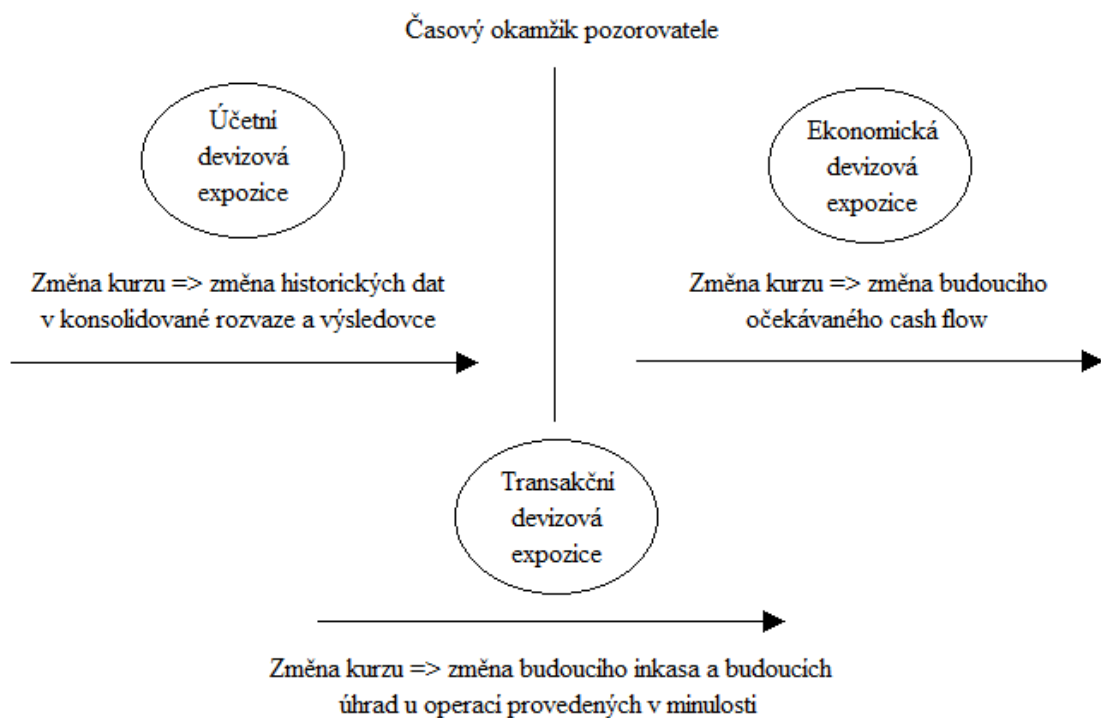 Časový okamžik pozorovatele
Účetní
devizová
expozice
Změna kurzu => změna historických dat
v konsolidované rozvaze a výsledovce
Ekonomická
devizová
expozice
Změna kurzu => změna budoucího
očekávaného cash flow
Transakční
devizová
expozice
Změna kurzu => změna budoucího inkasa a budoucích
úhrad u operací provedených v minulosti